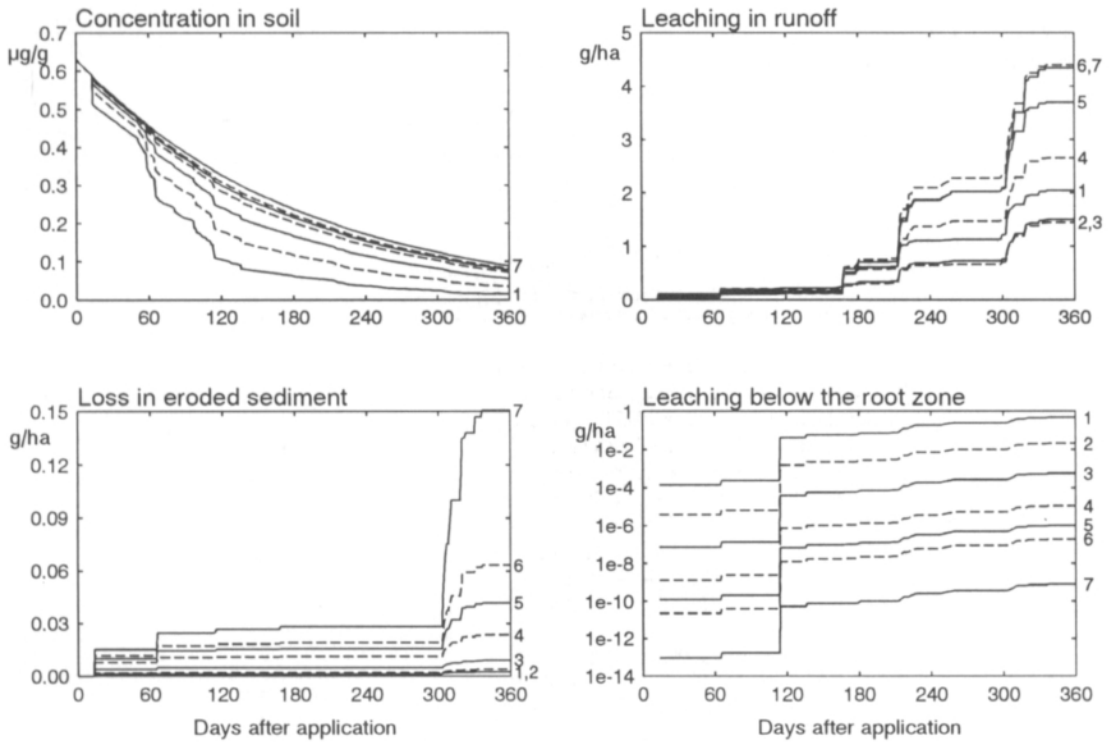 Concentration in soil
0.7
µg/g
0.6
0.5
0.4
0.3
0.2
0.1
0.0
7
1
0 60 120 180 240 300 360
Leaching in runoff
5
g/ha
4
3
2
1
0
6,7
5
4
1
2,3
0 60 120 180 240 300 360
Loss in eroded sediment
0.15
g/ha
0.12
0.09
0.06
0.03
0.00
7
6
5
4
3
1,2
0 60 120 180 240 300 360
Days after application
Leaching below the root zone
1
g/ha
1e-2
1e-4
1e-6
1e-8
1e-10
1e-12
1e-14
1
2
3
4
5
6
7
0 60 120 180 240 300 360
Days after application